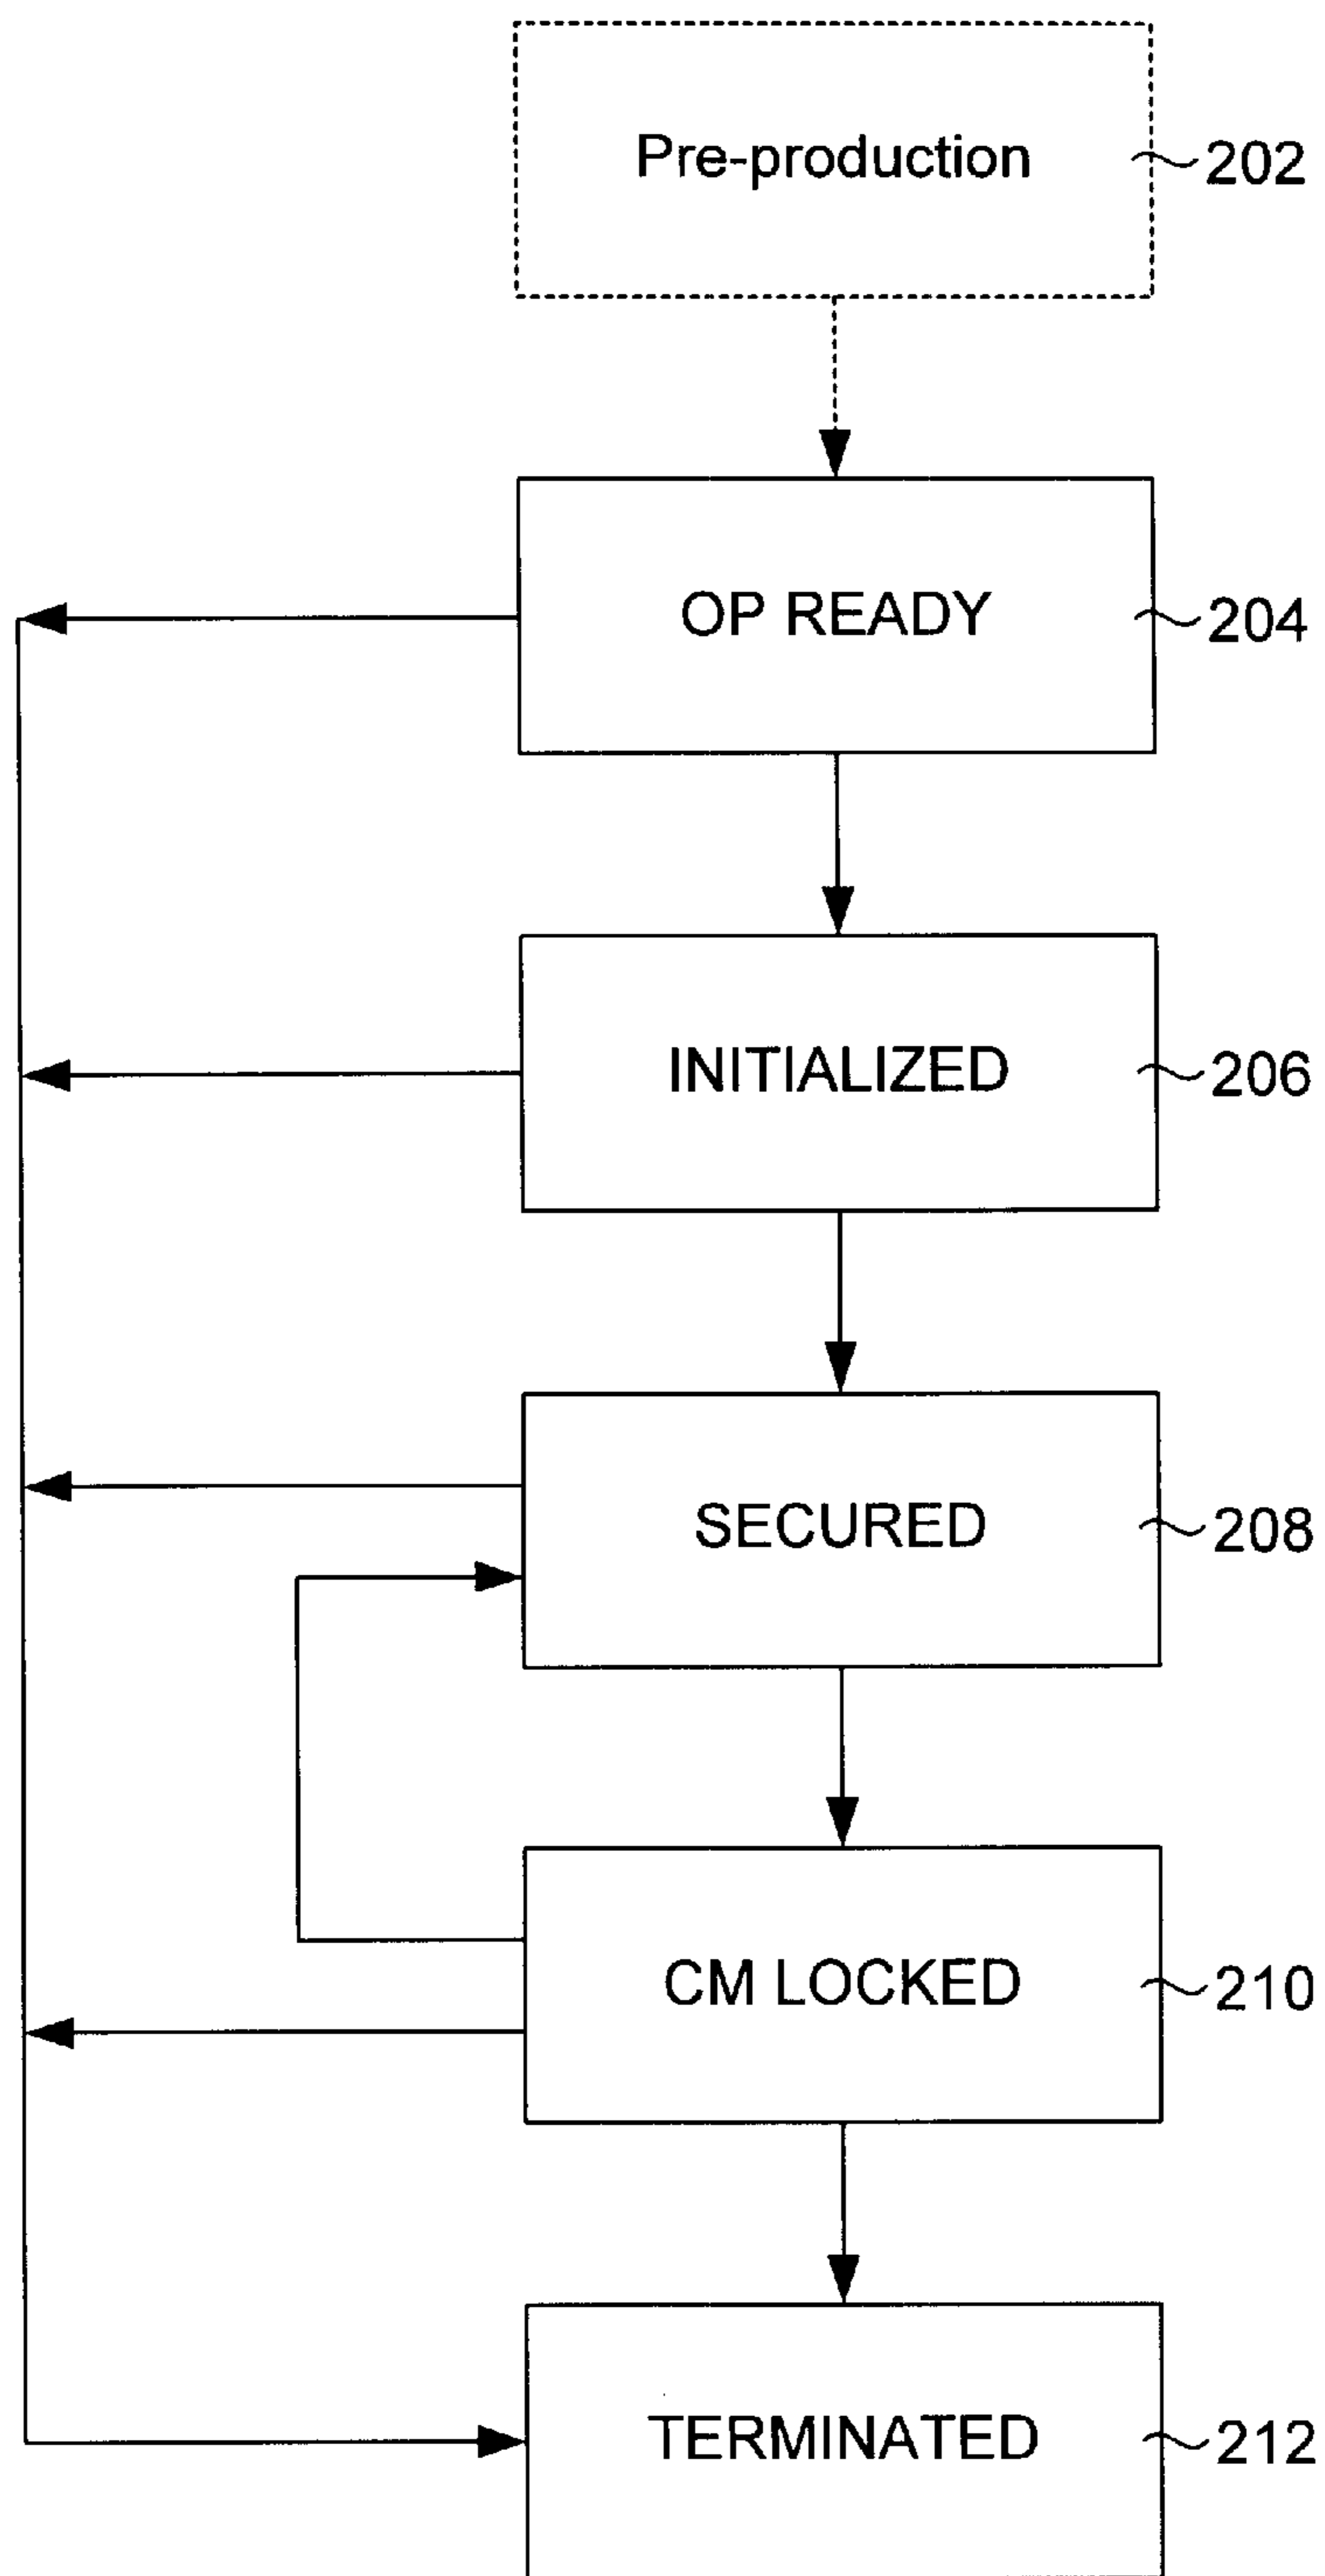 Pre-production
202
OP READY
204
INITIALIZED
206
SECURED
208
CM LOCKED
210
TERMINATED
212